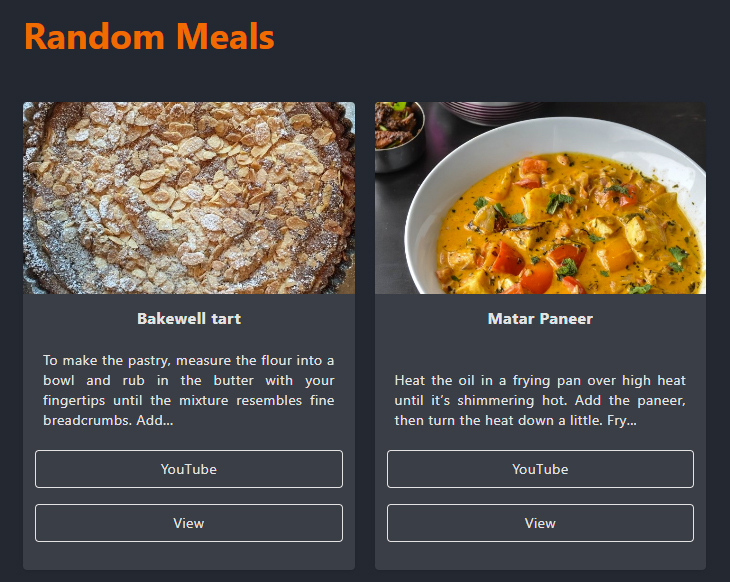 Random Meals
Bakewell tart
To make the pastry, measure the flour into a
bowl and rub in the butter with your
fingertips until the mixture resembles fine
breadcrumbs. Add...
YouTube
View
Matar Paneer
Heat the oil in a frying pan over high heat
until it’s shimmering hot. Add the paneer,
then turn the heat down a little. Fry...
YouTube
View